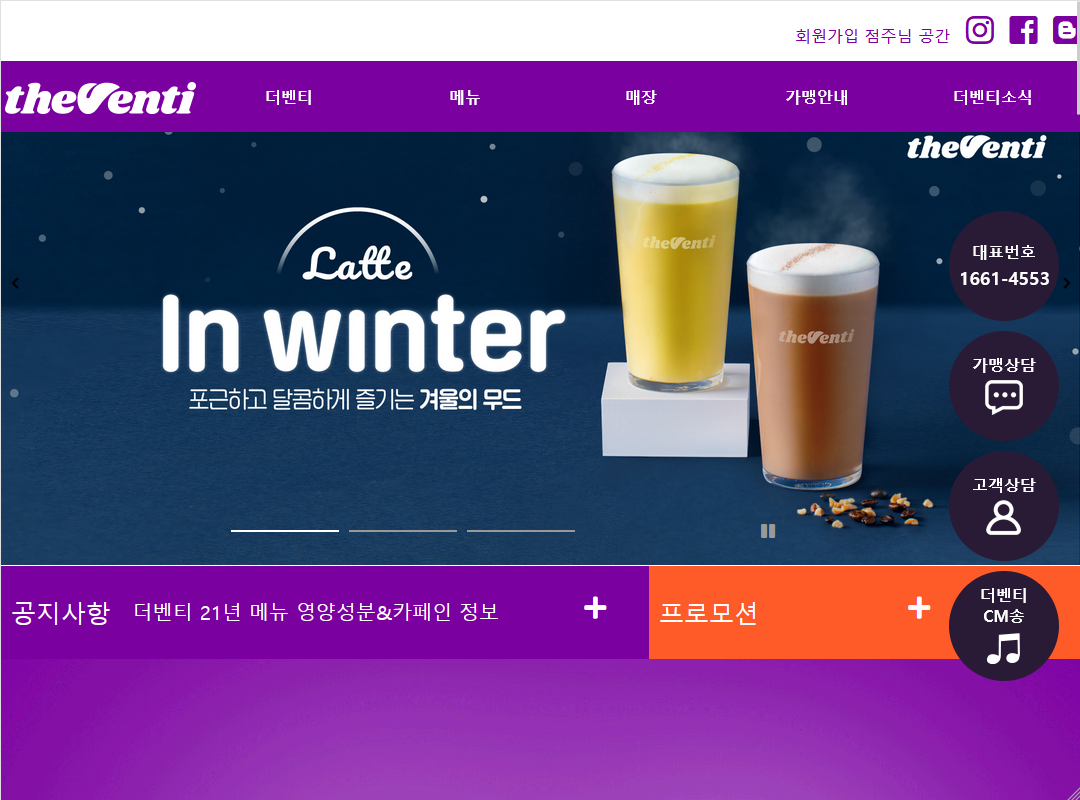 회원가입 점주님 공간
theVenti 더벤티 메뉴 매장 가맹안내 더벤티소식
theVenti
Latte
In winter
포근하고 달콤하게 즐기는 겨울의 무드
theVenti
theVenti
대표번호
1661-4553
가맹상담
고객상담
더벤티
CM송
공지사항 더벤티 21년 메뉴 영양성분&카페인 정보
프로모션